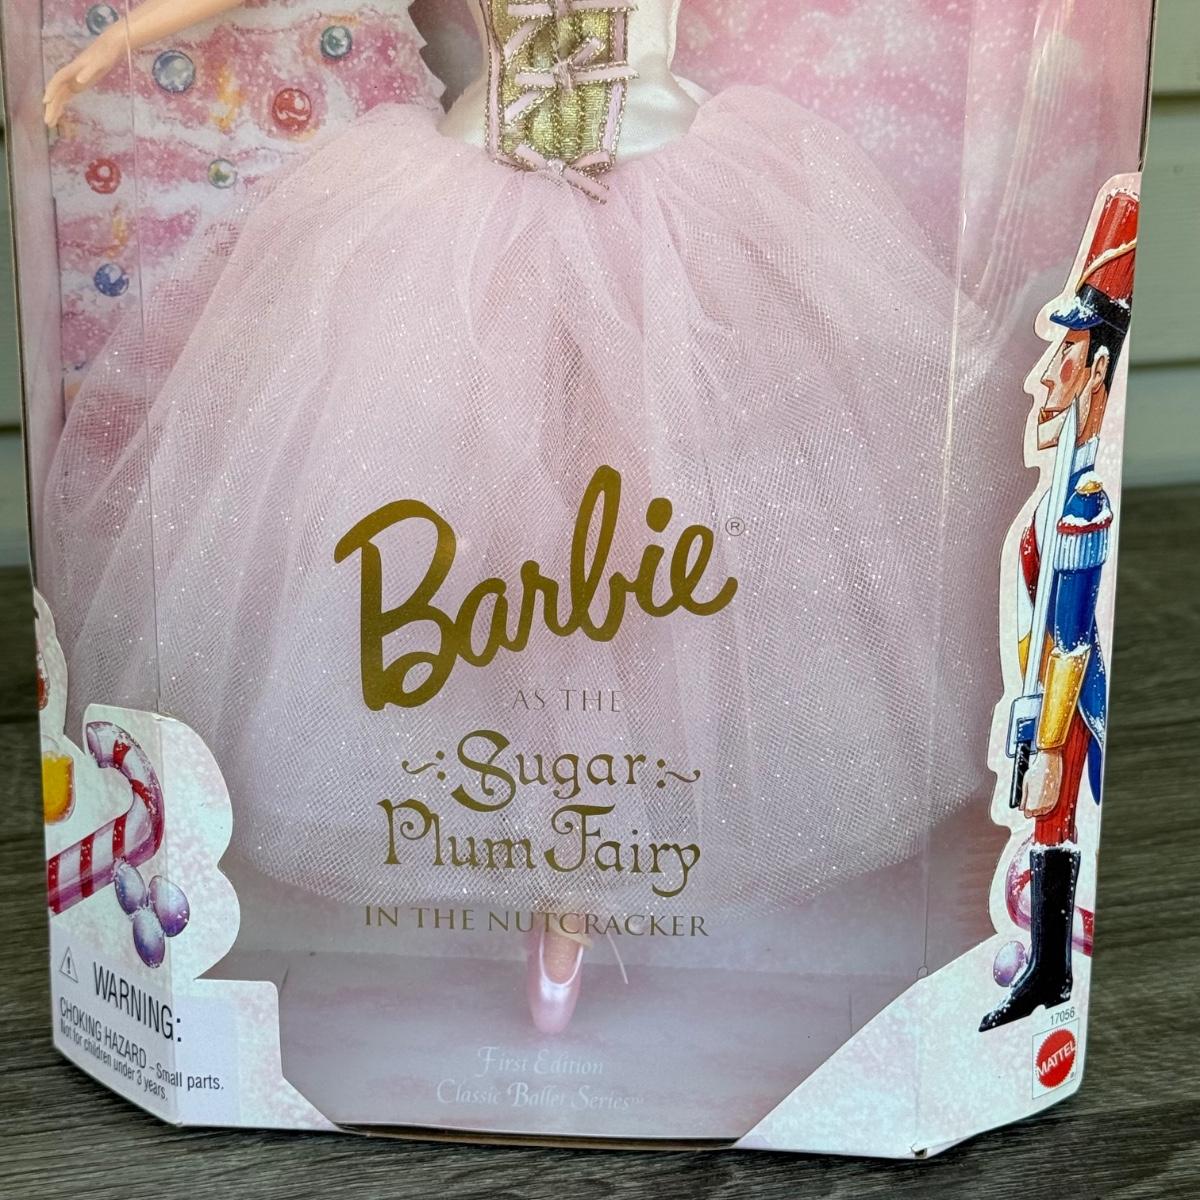 Barbie®
AS THE
Sugar
Plum Fairy
IN THE NUTCRACKER
First Edition
Classic Ballet Series™
WARNING:
CHOKING HAZARD – Small parts.
Not for children under 3 years.
17056
MATTEL